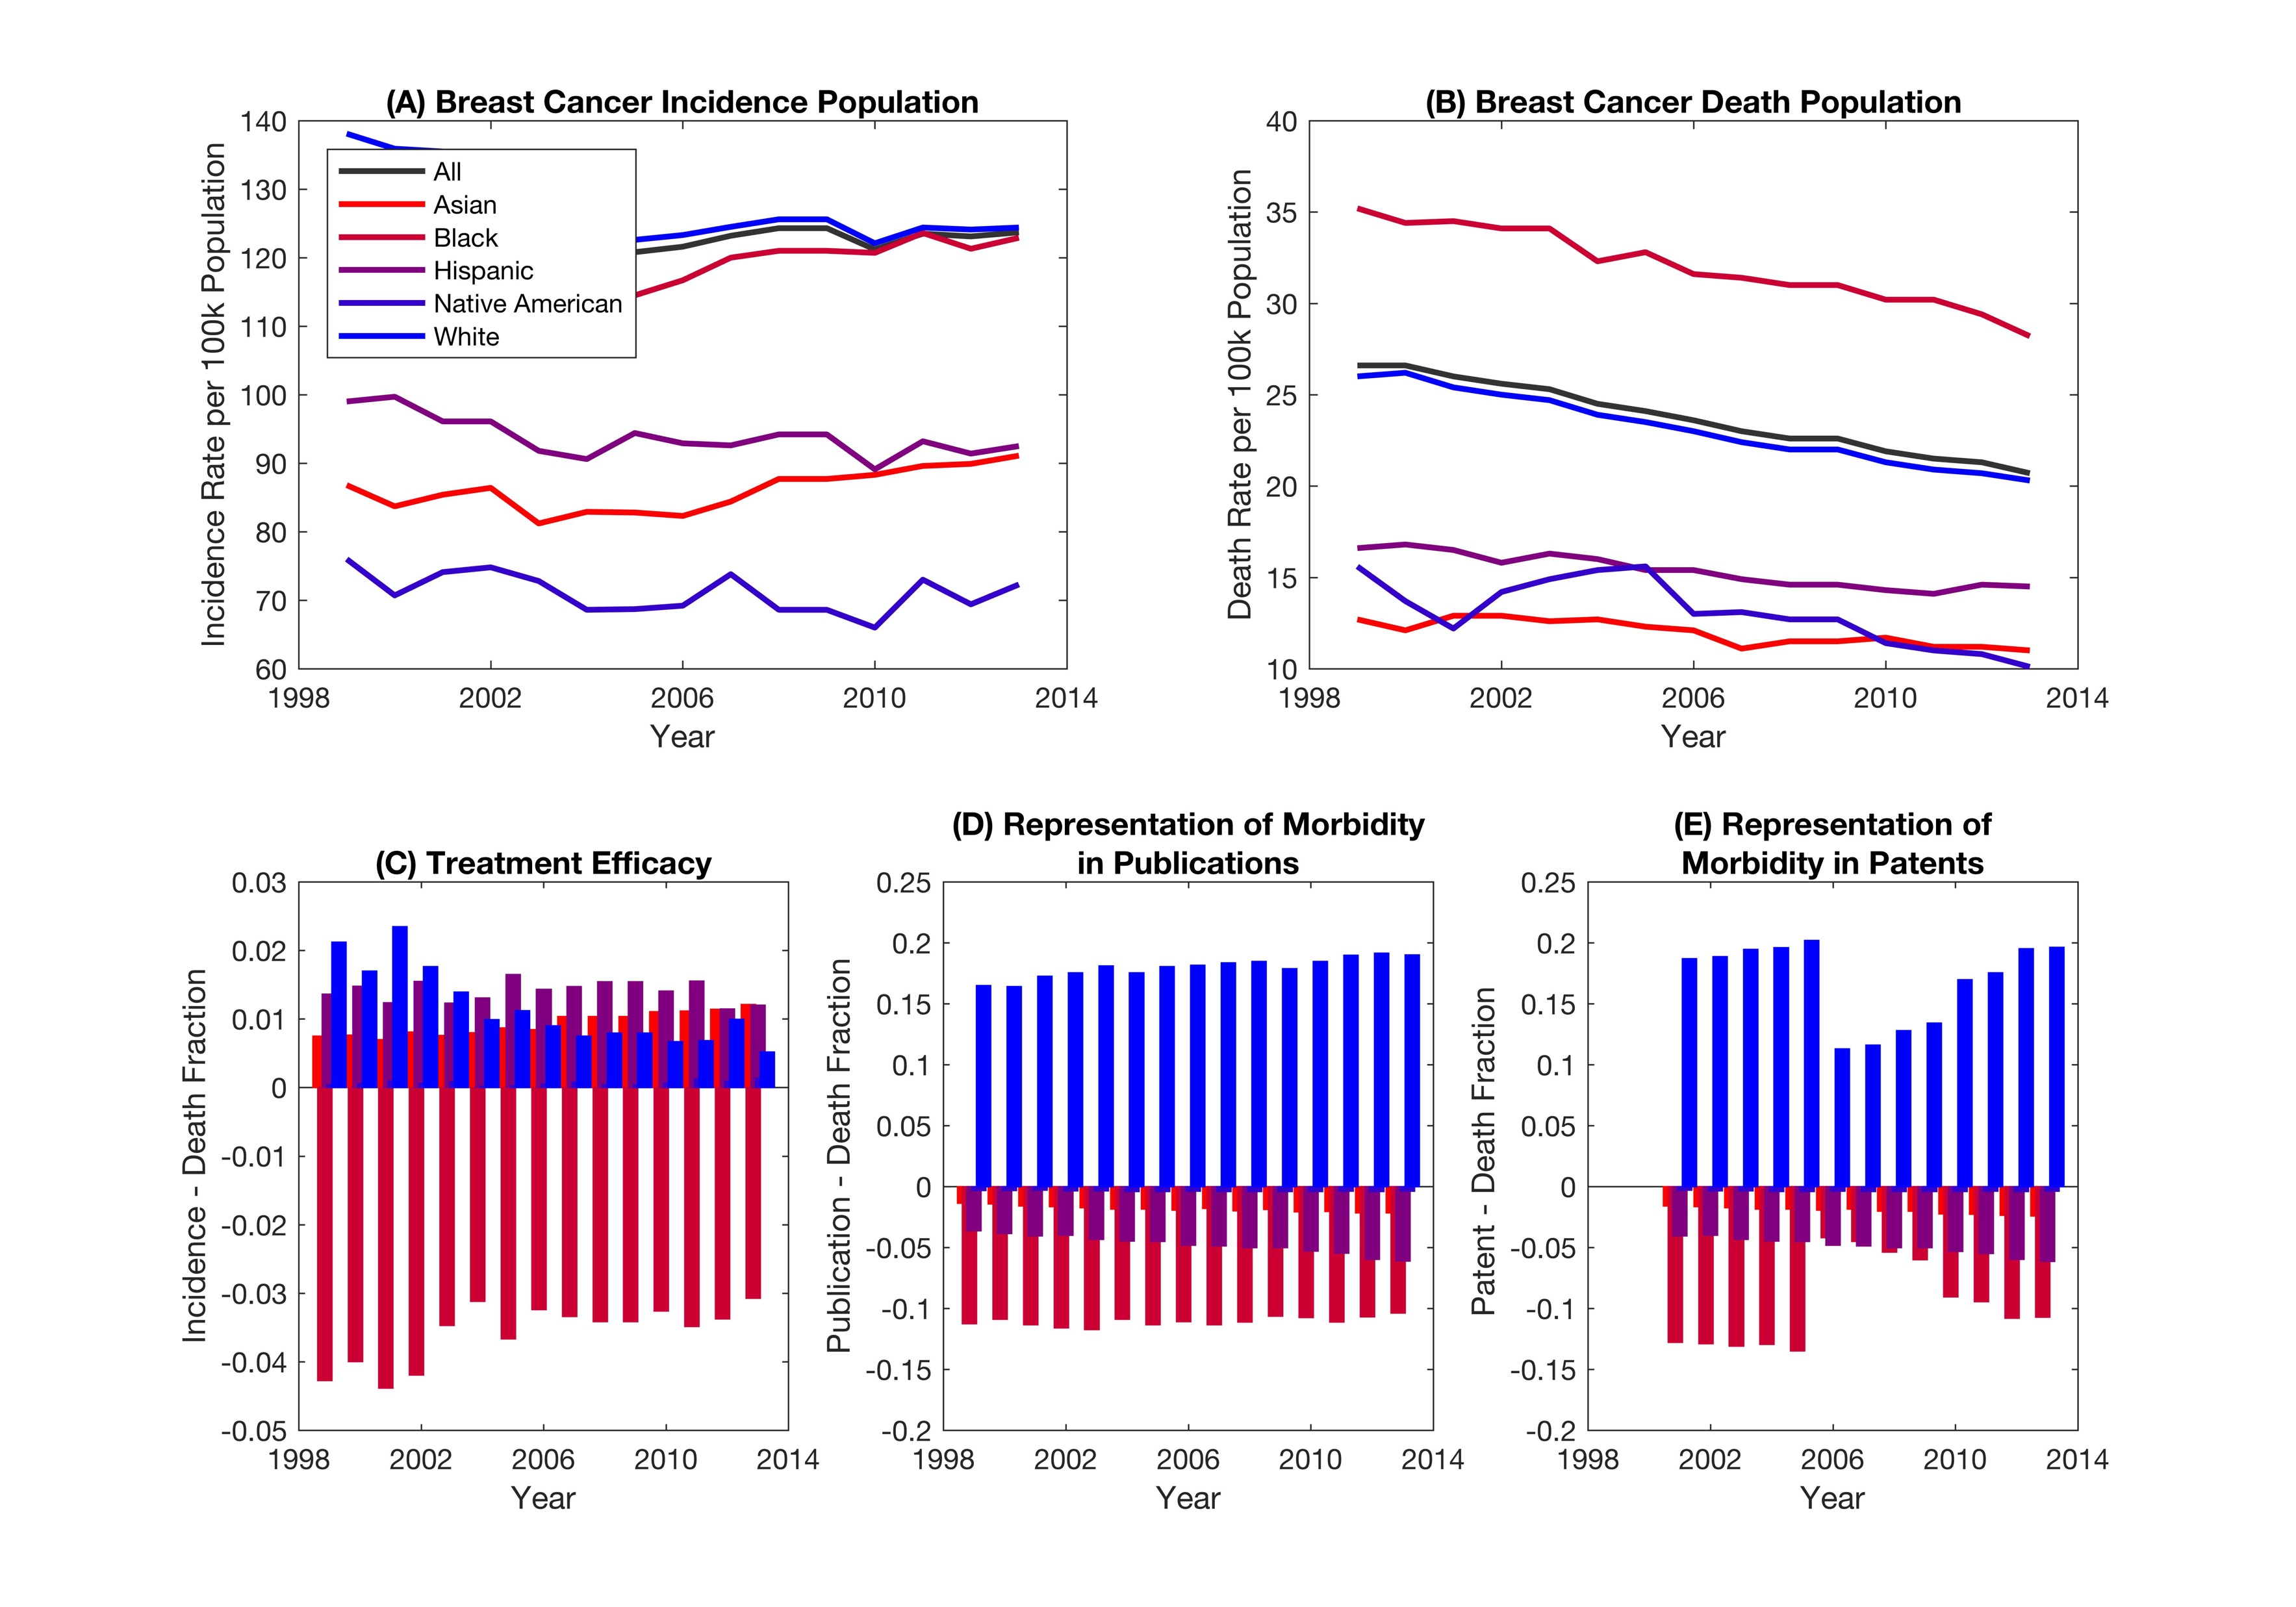 (A) Breast Cancer Incidence Population
Incidence Rate per 100k Population
140
130
120
110
100
90
80
70
60
All
Asian
Black
Hispanic
Native American
White
1998 2002 2006 2010 2014
Year
(B) Breast Cancer Death Population
Death Rate per 100k Population
40
35
30
25
20
15
10
1998 2002 2006 2010 2014
Year
(C) Treatment Efficacy
Incidence - Death Fraction
0.03
0.02
0.01
0
-0.01
-0.02
-0.03
-0.04
-0.05
1998 2002 2006 2010 2014
Year
(D) Representation of Morbidity
in Publications
Publication - Death Fraction
0.25
0.2
0.15
0.1
0.05
0
-0.05
-0.1
-0.15
-0.2
1998 2002 2006 2010 2014
Year
(E) Representation of
Morbidity in Patents
Patent - Death Fraction
0.25
0.2
0.15
0.1
0.05
0
-0.05
-0.1
-0.15
-0.2
1998 2002 2006 2010 2014
Year